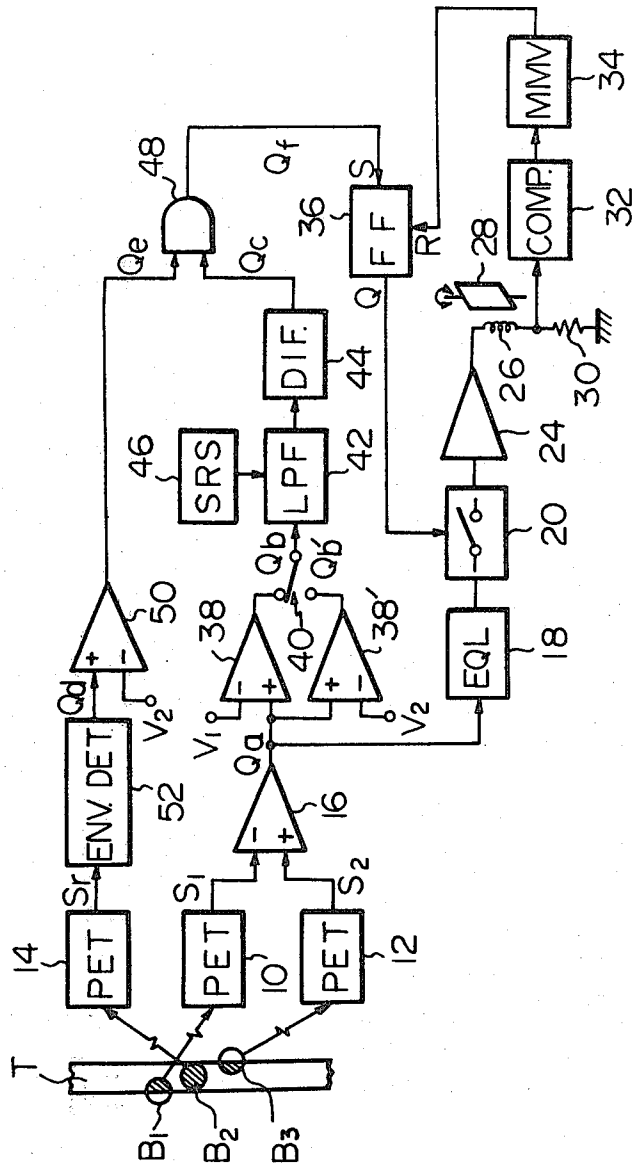 T
B1
B2
B3
14
PET
Sr
ENV. DET.
52
Qd
+
−
V2
50
Qe
48
Qf
PET
10
S1
PET
12
S2
−
+
16
Qa
V1
−
+
38
+
−
38'
V2
Qb
Qb'
40
46
SRS
LPF
42
DIF.
44
Qc
S
36
FF
Q
R
EQL
18
20
24
26
28
30
COMP.
32
MMV
34